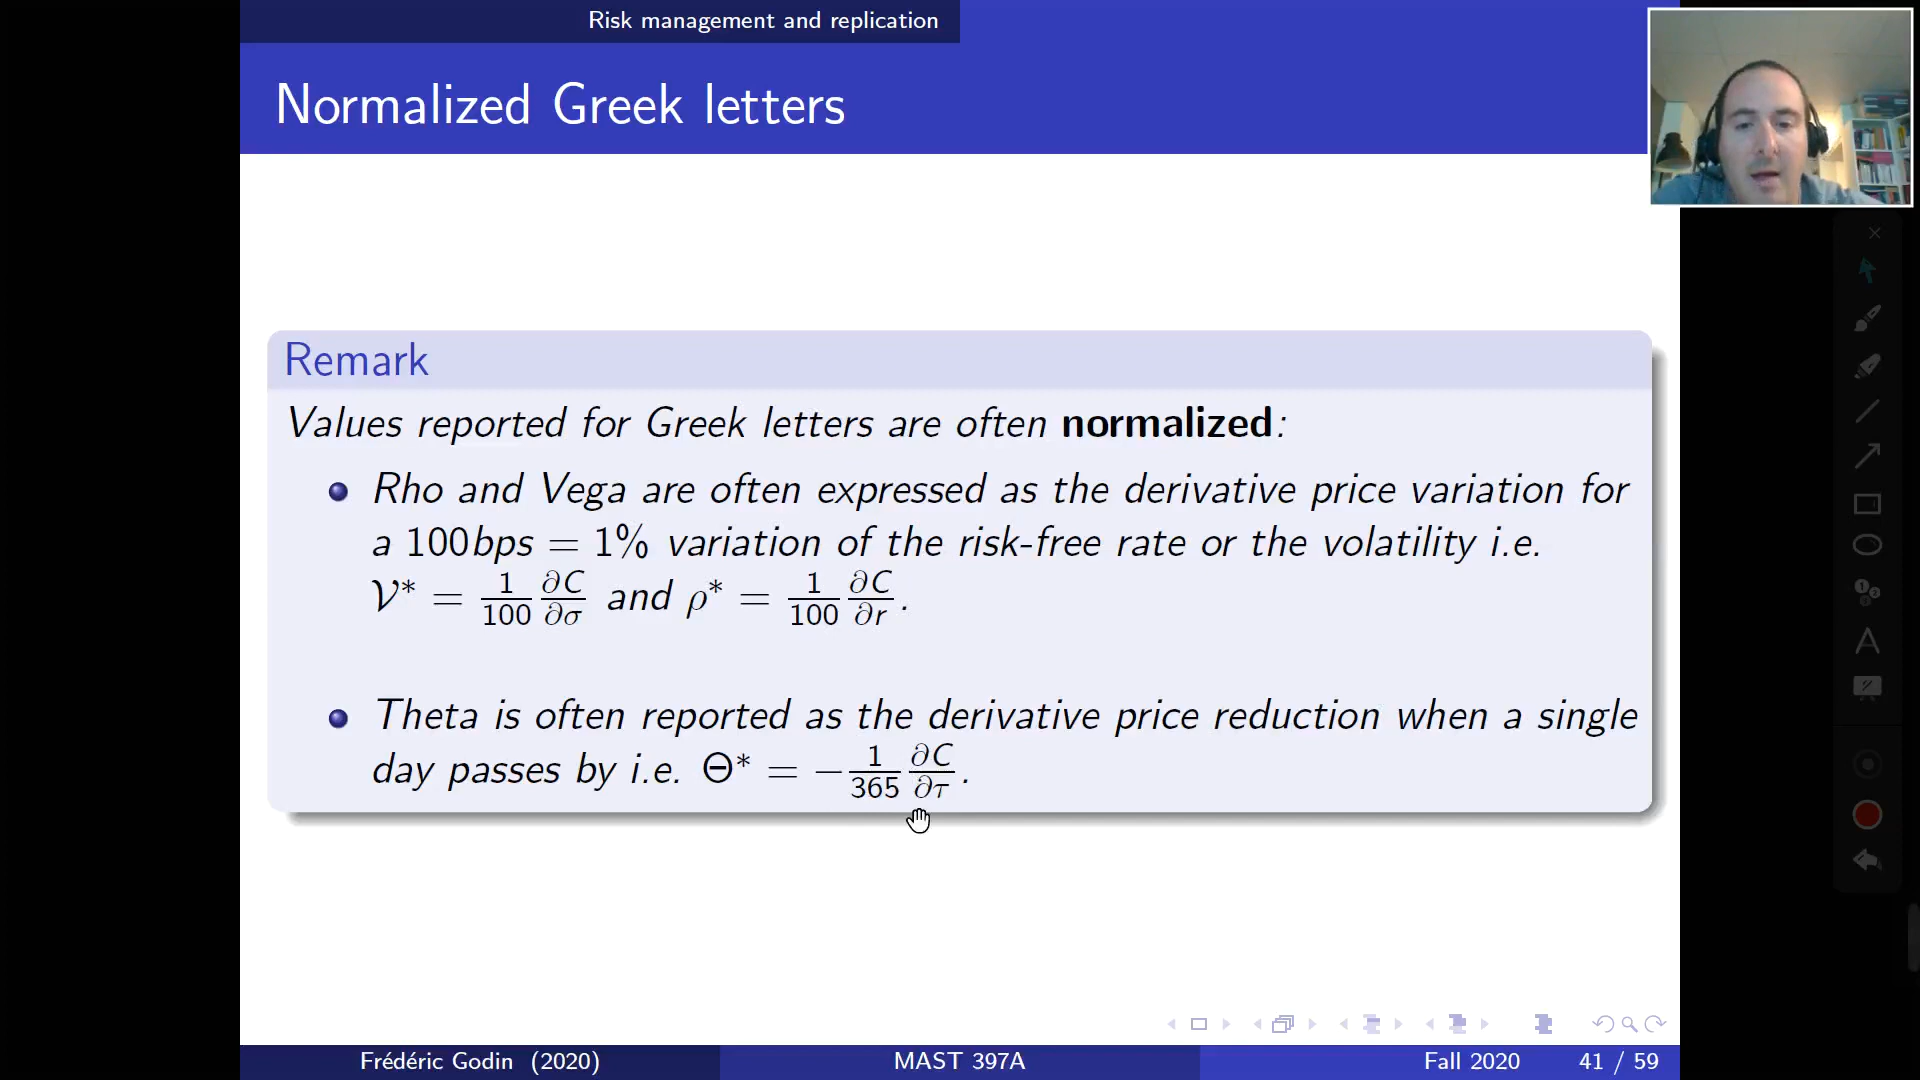 Risk management and replication
Normalized Greek letters
Remark
Values reported for Greek letters are often normalized:
Rho and Vega are often expressed as the derivative price variation for
a 100bps = 1% variation of the risk-free rate or the volatility i.e.
𝒱* = 1/100 ∂C/∂σ and ρ* = 1/100 ∂C/∂r.
Theta is often reported as the derivative price reduction when a single
day passes by i.e. Θ* = −1/365 ∂C/∂τ.
Frédéric Godin (2020) MAST 397A Fall 2020 41 / 59